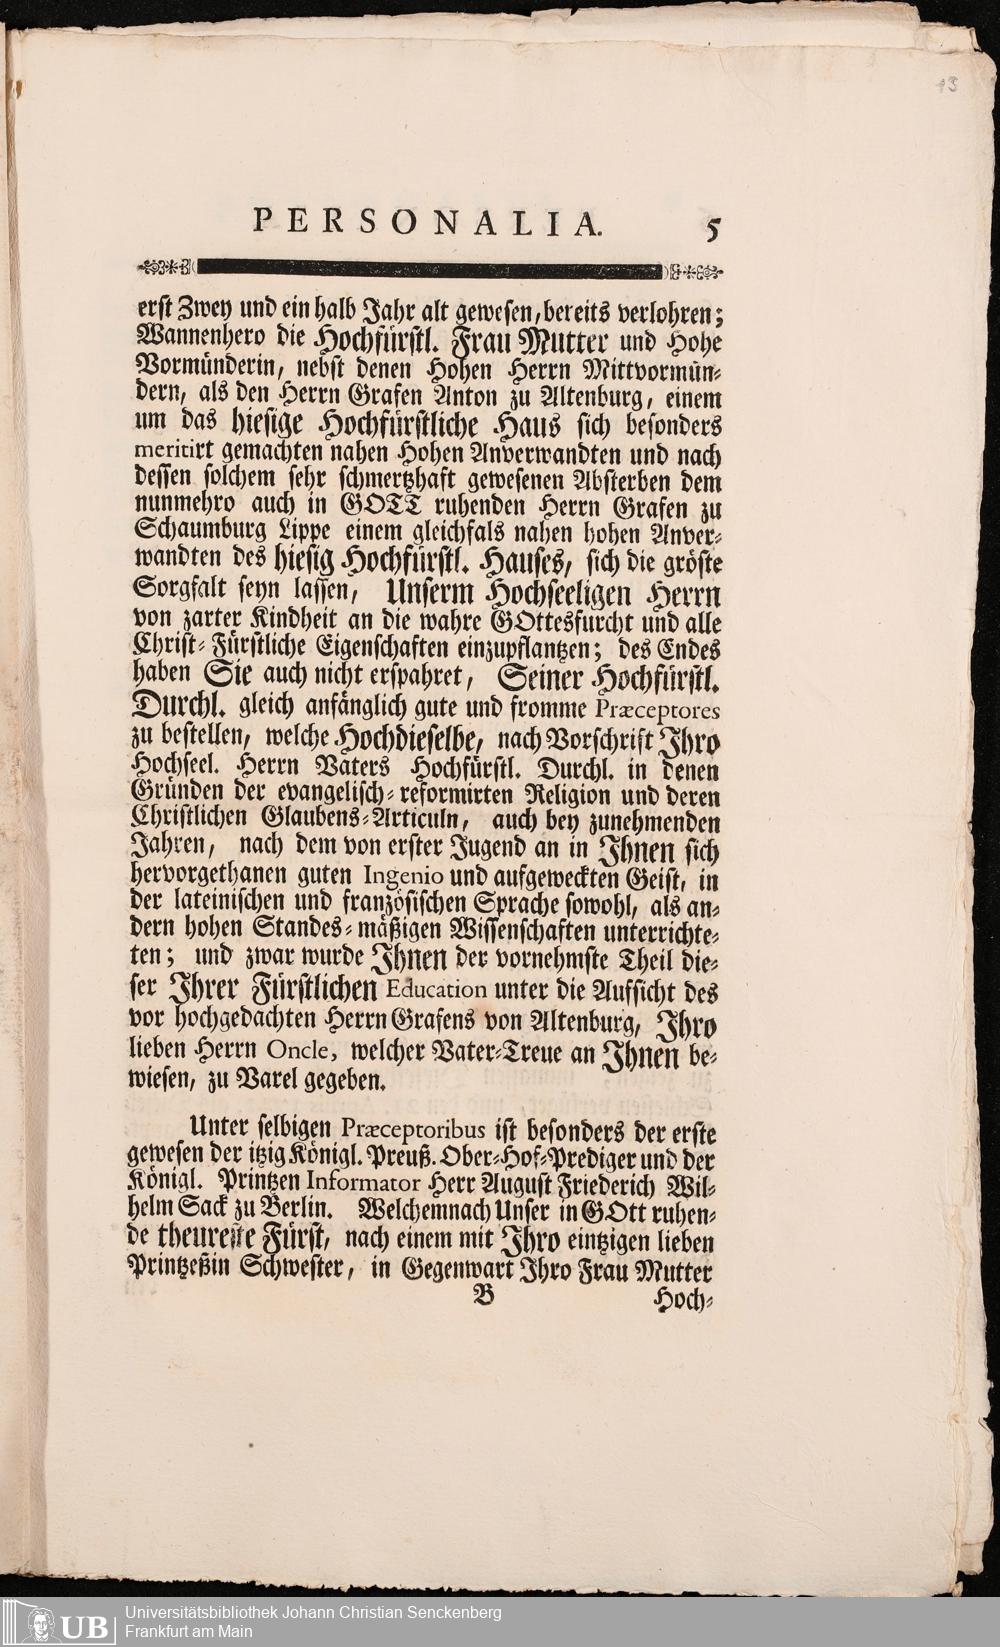 13
PERSONALIA. 5
erst Zwey und ein halb Jahr alt gewesen, bereits verlohren;
Wannenhero die Hochfürstl. Frau Mutter und Hohe
Vormünderin, nebst denen Hohen Herrn Mittvormün-
dern, als den Herrn Grafen Anton zu Altenburg, einem
um das hiesige Hochfürstliche Haus sich besonders
meritirt gemachten nahen Hohen Anverwandten und nach
dessen solchem sehr schmertzhaft gewesenen Absterben dem
nunmehro auch in GOTT ruhenden Herrn Grafen zu
Schaumburg Lippe einem gleichfals nahen hohen Anver-
wandten des hiesig Hochfürstl. Hauses, sich die gröste
Sorgfalt seyn lassen, Unserm Hochseeligen Herrn
von zarter Kindheit an die wahre GOttesfurcht und alle
Christ-Fürstliche Eigenschaften einzupflantzen; des Endes
haben Sie auch nicht erspahret, Seiner Hochfürstl.
Durchl. gleich anfänglich gute und fromme Præceptores
zu bestellen, welche Hochdieselbe, nach Vorschrift Ihro
Hochseel. Herrn Vaters Hochfürstl. Durchl. in denen
Gründen der evangelisch-reformirten Religion und deren
Christlichen Glaubens-Articuln, auch bey zunehmenden
Jahren, nach dem von erster Jugend an in Ihnen sich
hervorgethanen guten Ingenio und aufgeweckten Geist, in
der lateinischen und französischen Sprache sowohl, als an-
dern hohen Standes-mäßigen Wissenschaften unterrichte-
ten; und zwar wurde Ihnen der vornehmste Theil die-
ser Ihrer Fürstlichen Education unter die Aufsicht des
vor hochgedachten Herrn Grafens von Altenburg, Ihro
lieben Herrn Oncle, welcher Vater-Treue an Ihnen be-
wiesen, zu Varel gegeben.
Unter selbigen Præceptoribus ist besonders der erste
gewesen der itzig Königl. Preuß. Ober-Hof-Prediger und der
Königl. Printzen Informator Herr August Friederich Wil-
helm Sack zu Berlin. Welchemnach Unser in GOtt ruhen-
de theureste Fürst, nach einem mit Ihro eintzigen lieben
Printzeßin Schwester, in Gegenwart Ihro Frau Mutter
B Hoch-
UB
Universitätsbibliothek Johann Christian Senckenberg
Frankfurt am Main